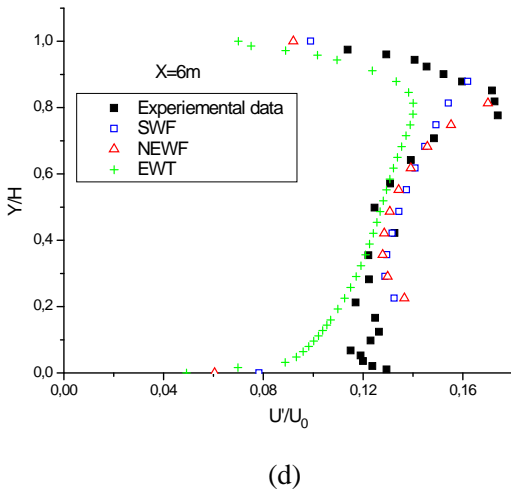 1,0
0,8
0,6
0,4
0,2
0,0
Y/H
X=6m
Experiemental data
SWF
NEWF
EWT
0,00 0,04 0,08 0,12 0,16
U'/U0
(d)